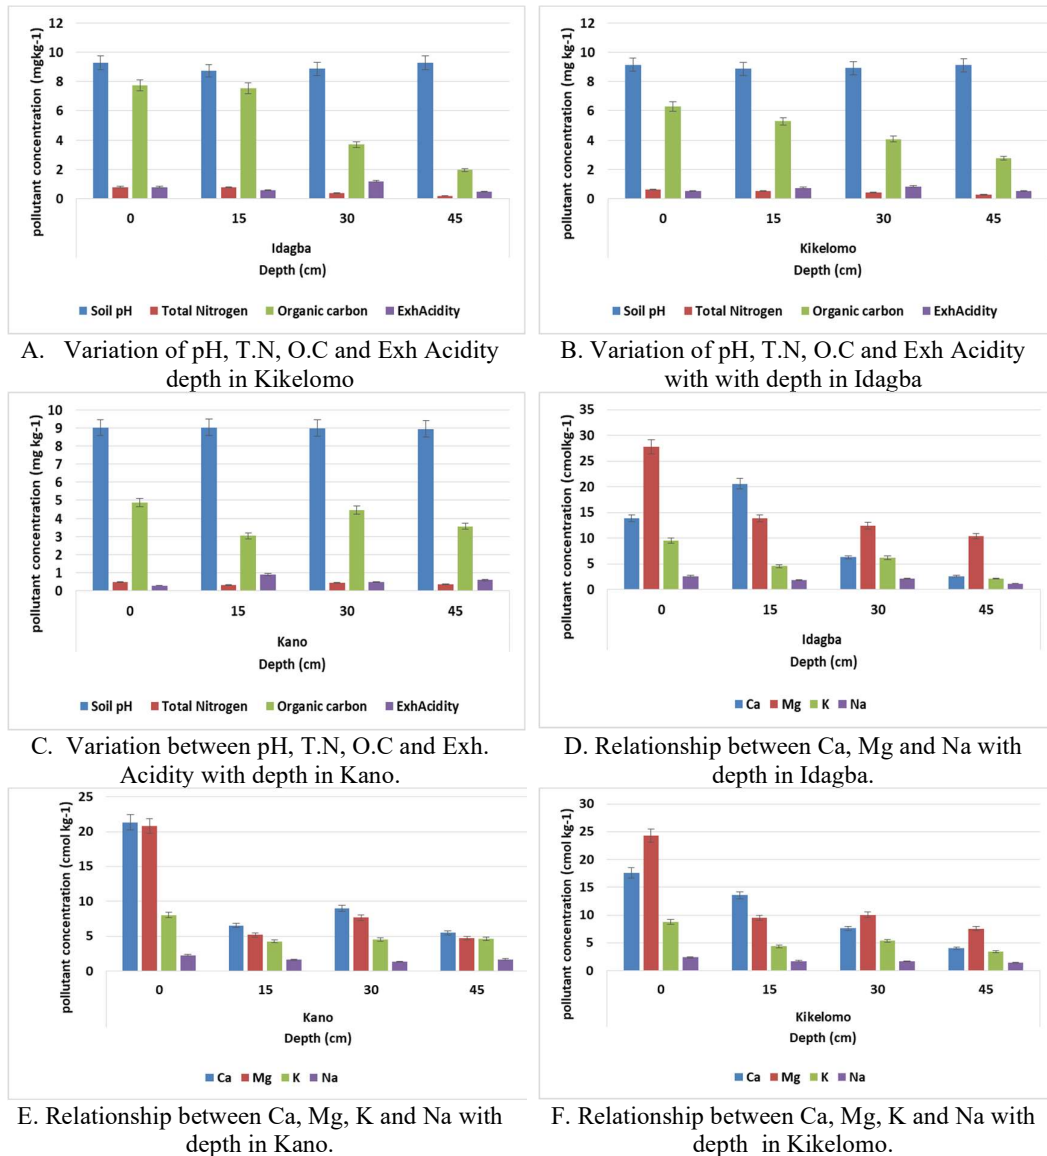 pollutant concentration (mgkg-1)
12
10
8
6
4
2
0
0 15 30 45
Idagba
Depth (cm)
Soil pH Total Nitrogen Organic carbon ExhAcidity
A. Variation of pH, T.N, O.C and Exh Acidity
depth in Kikelomo
pollutant concentration (mg kg-1)
12
10
8
6
4
2
0
0 15 30 45
Kikelomo
Depth (cm)
Soil pH Total Nitrogen Organic carbon ExhAcidity
B. Variation of pH, T.N, O.C and Exh Acidity
with with depth in Idagba
pollutant concentration (mg kg-1)
10
9
8
7
6
5
4
3
2
1
0
0 15 30 45
Kano
Depth (cm)
Soil pH Total Nitrogen Organic carbon ExhAcidity
C. Variation between pH, T.N, O.C and Exh.
Acidity with depth in Kano.
pollutant concentration (cmolkg-1)
35
30
25
20
15
10
5
0
0 15 30 45
Idagba
Depth (cm)
Ca Mg K Na
D. Relationship between Ca, Mg and Na with
depth in Idagba.
pollutant concentration (cmol kg-1)
25
20
15
10
5
0
0 15 30 45
Kano
Depth (cm)
Ca Mg K Na
E. Relationship between Ca, Mg, K and Na with
depth in Kano.
pollutant concentration (cmol kg-1)
30
25
20
15
10
5
0
0 15 30 45
Kikelomo
Depth (cm)
Ca Mg K Na
F. Relationship between Ca, Mg, K and Na with
depth in Kikelomo.